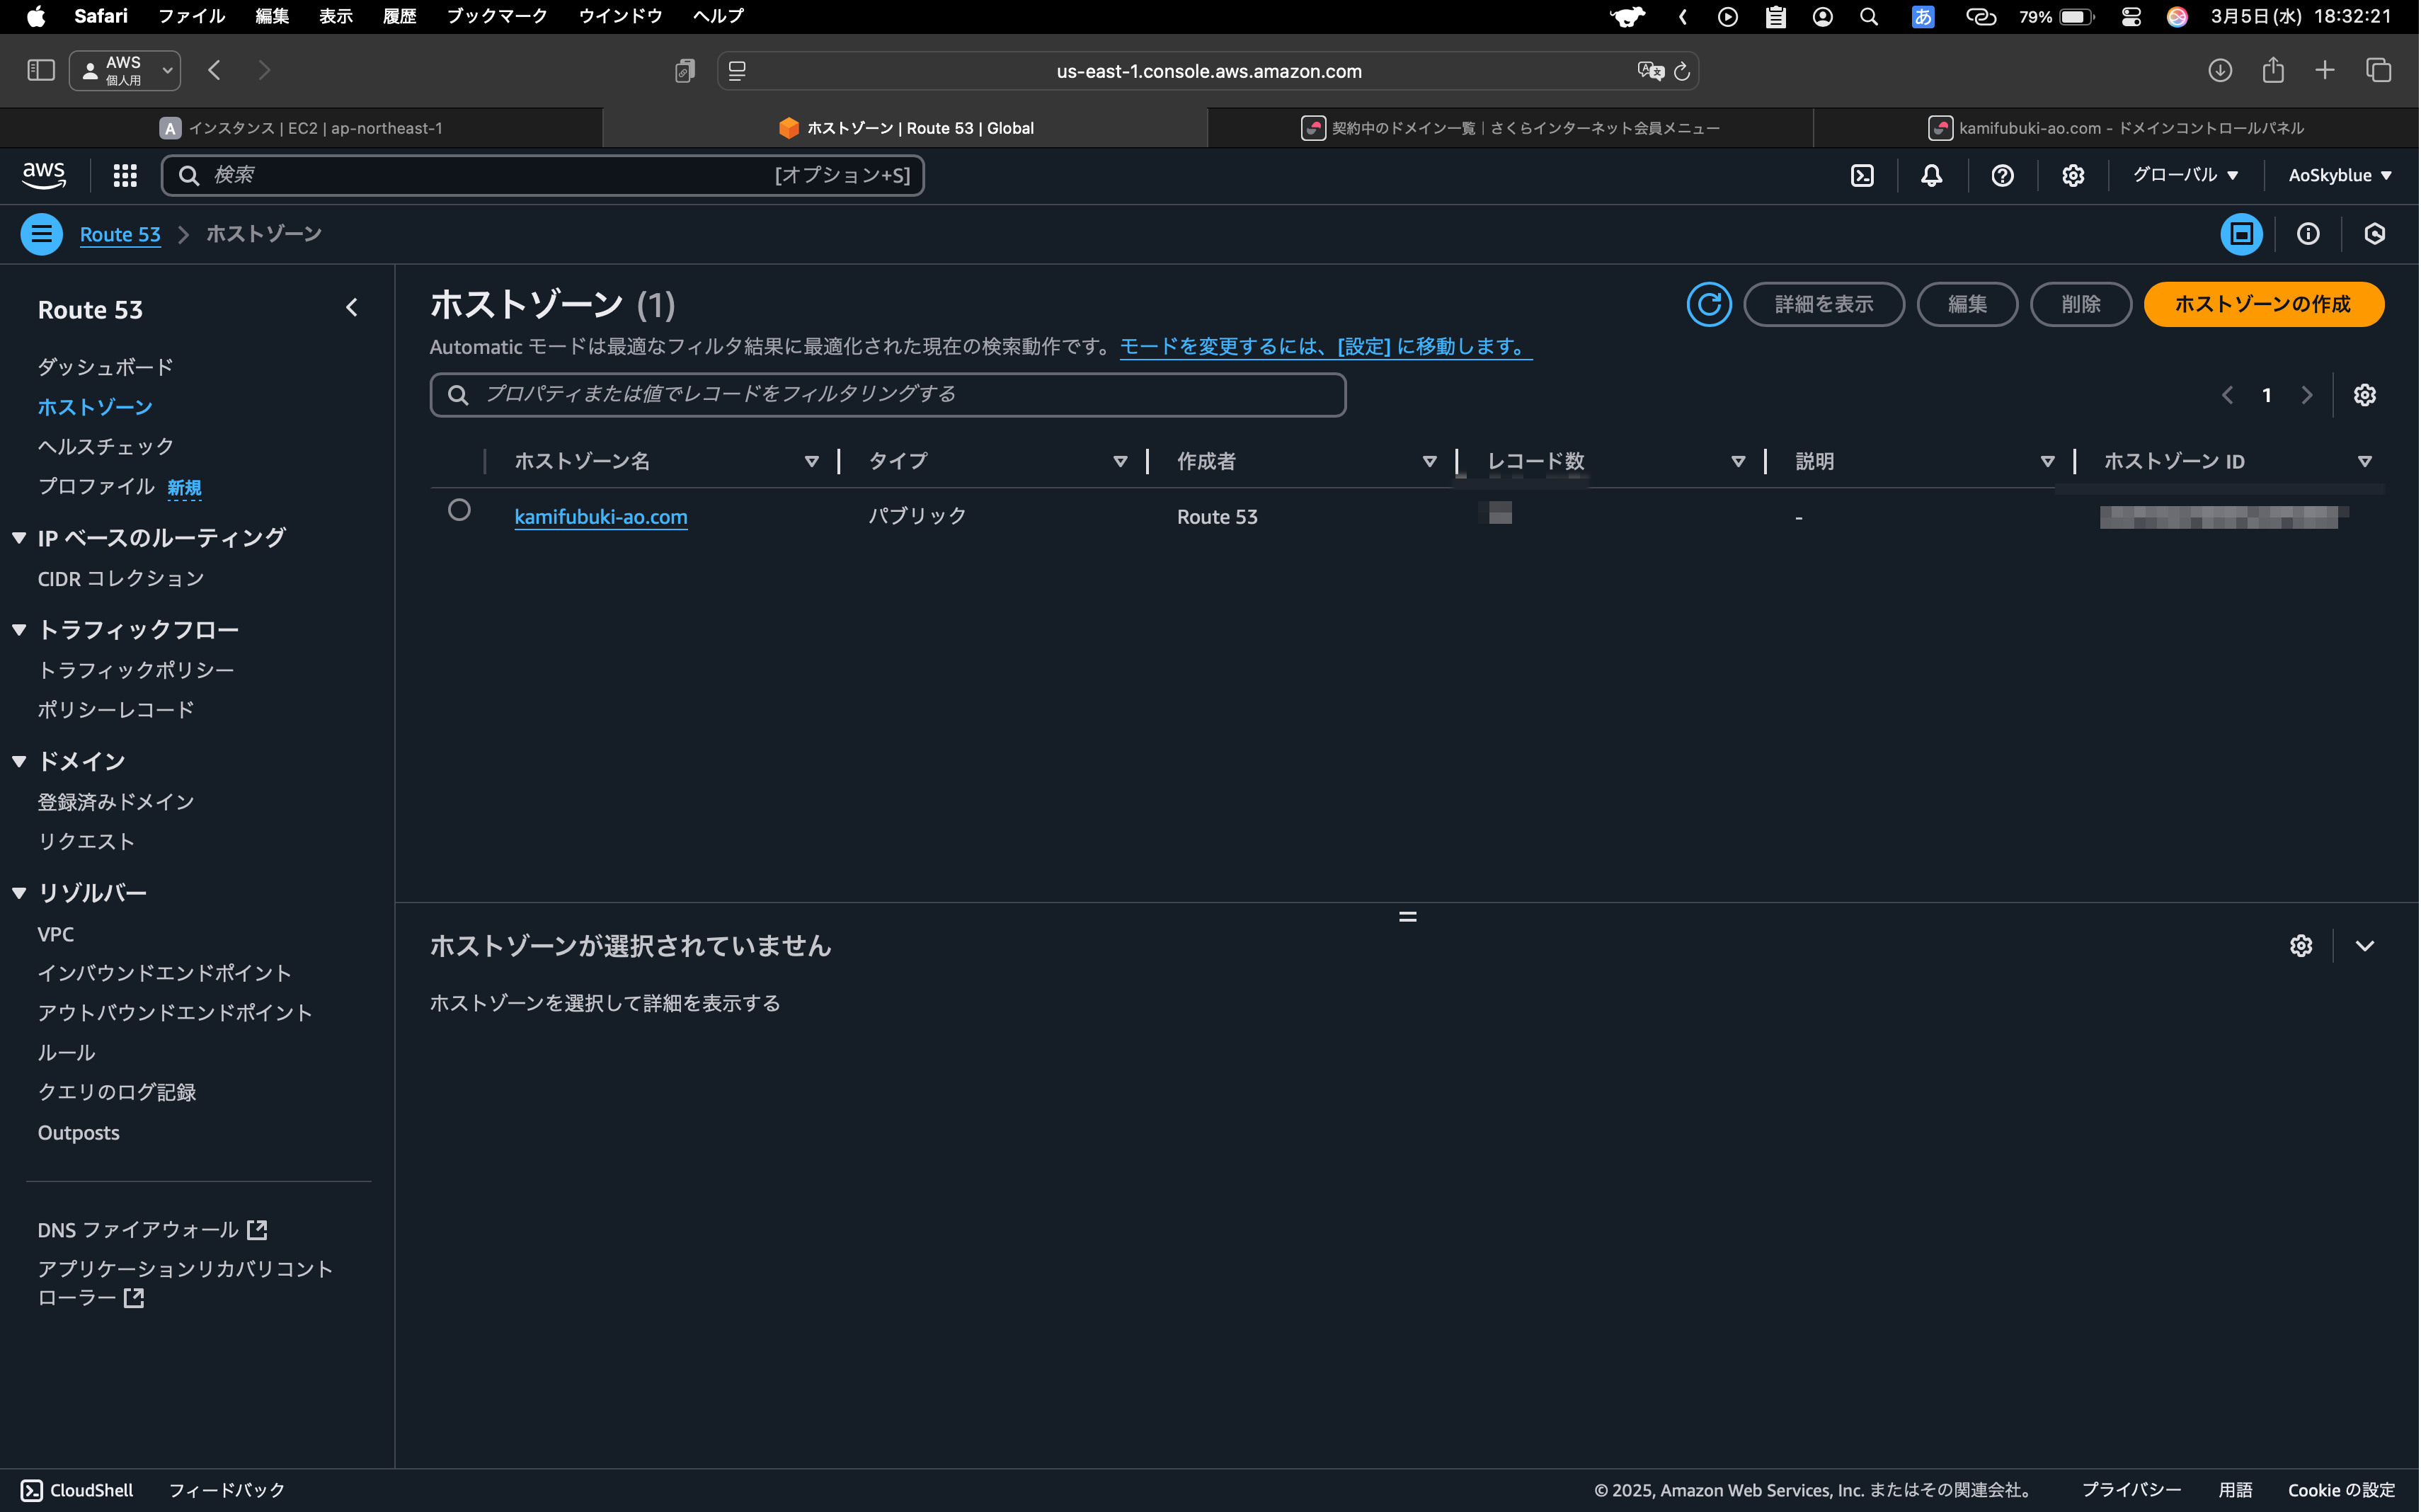 Safari ファイル 編集 表示 履歴 ブックマーク ウインドウ ヘルプ あ 79% 3月5日(水) 18:32:21
AWS
個人用
us-east-1.console.aws.amazon.com
A インスタンス | EC2 | ap-northeast-1
ホストゾーン | Route 53 | Global
契約中のドメイン一覧｜さくらインターネット会員メニュー
kamifubuki-ao.com - ドメインコントロールパネル
aws 検索 [オプション+S] グローバル AoSkyblue
Route 53 ホストゾーン
Route 53
ダッシュボード
ホストゾーン
ヘルスチェック
プロファイル 新規
IP ベースのルーティング
CIDR コレクション
トラフィックフロー
トラフィックポリシー
ポリシーレコード
ドメイン
登録済みドメイン
リクエスト
リゾルバー
VPC
インバウンドエンドポイント
アウトバウンドエンドポイント
ルール
クエリのログ記録
Outposts
DNS ファイアウォール
アプリケーションリカバリコント
ローラー
ホストゾーン (1)
詳細を表示 編集 削除 ホストゾーンの作成
Automatic モードは最適なフィルタ結果に最適化された現在の検索動作です。モードを変更するには、[設定] に移動します。
プロパティまたは値でレコードをフィルタリングする
1
ホストゾーン名 タイプ 作成者 レコード数 説明 ホストゾーン ID
kamifubuki-ao.com パブリック Route 53 -
ホストゾーンが選択されていません
ホストゾーンを選択して詳細を表示する
CloudShell フィードバック © 2025, Amazon Web Services, Inc. またはその関連会社。 プライバシー 用語 Cookie の設定